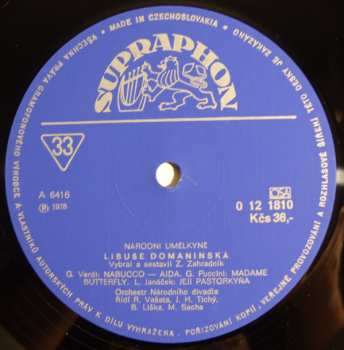 MADE IN CZECHOSLOVAKIA
SUPRAPHON
33
A 6416
Ⓟ 1978
0 12 1810
Kčs 36,-
NÁRODNÍ UMĚLKYNĚ
LIBUŠE DOMANÍNSKÁ
Vybral a sestavil Z. Zahradník
G. Verdi: NABUCCO — AIDA. G. Puccini: MADAME
BUTTERFLY. L. Janáček: JEJÍ PASTORKYŇA
Orchestr Národního divadla
Řídí R. Vašata, J. H. Tichý,
B. Liška, M. Sachs
VŠECHNA PRÁVA GRAMOFONOVÉHO VÝROBCE A VLASTNÍKŮ AUTORSKÝCH PRÁV K DÍLU VYHRAZENA. POŘIZOVÁNÍ KOPIÍ, VEŘEJNÉ PROVOZOVÁNÍ A ROZHLASOVÉ ŠÍŘENÍ TÉTO DESKY JE ZAKÁZÁNO